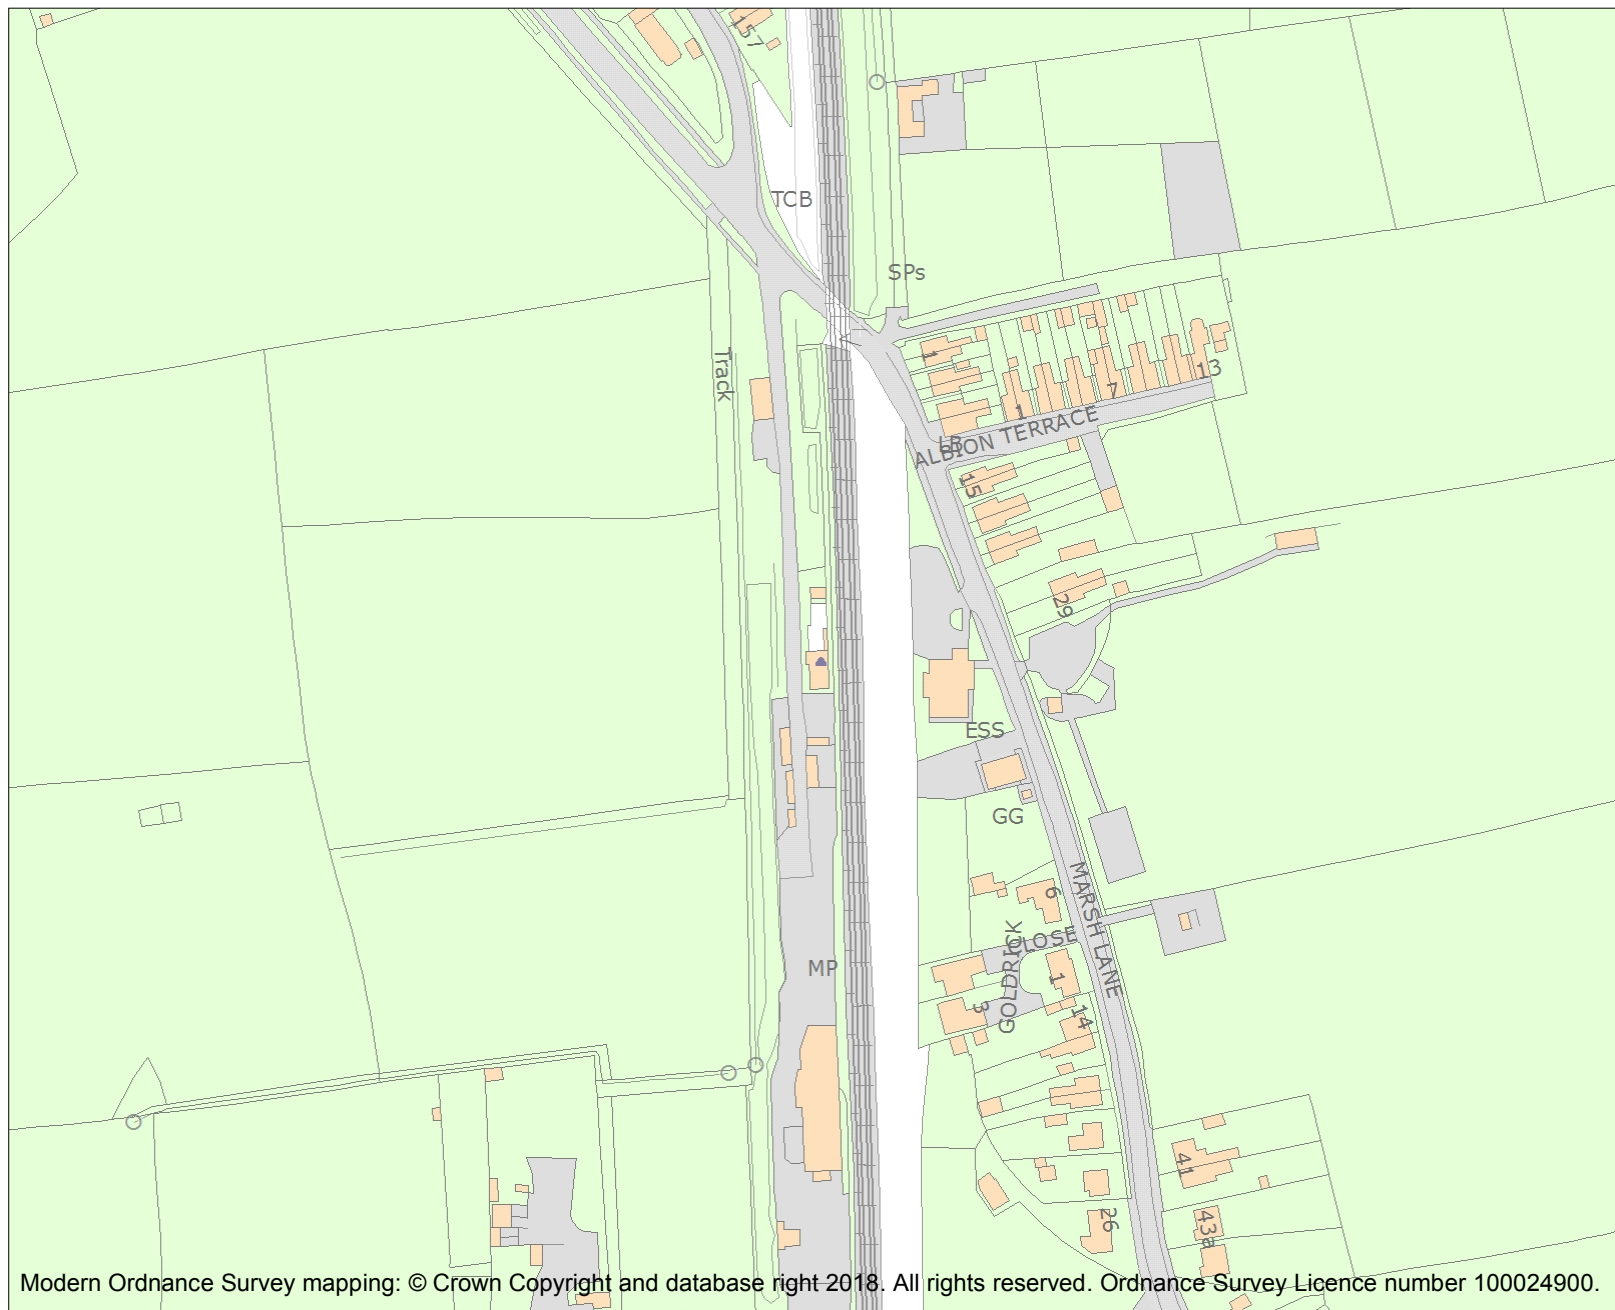 157
TCB
SPs
Track
1
13
7
1
ALBION TERRACE
LB
15
29
ESS
GG
MARSH LANE
6
CLOSE
GOLDRICK
MP
1
3
14
41
26
43a
Modern Ordnance Survey mapping: © Crown Copyright and database right 2018. All rights reserved. Ordnance Survey Licence number 100024900.